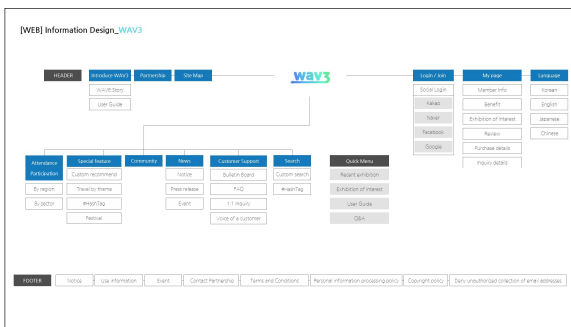 [WEB] Information Design_WAV3
HEADER Introduce WAV3 Partnership Site Map wav3 Login / Join My page Language
WAVE Story Social Login Member Info Korean
User Guide Kakao Benefit English
Naver Exhibition of Interest Japanese
Facebook Review Chinese
Google Purchase details
Inquiry details
Attendance Participation Special feature Community News Customer Support Search Quick Menu
Custom recommend Notice Bulletin Board Custom search Recent exhibition
By region Travel by theme Press release FAQ #HashTag Exhibition of Interest
By sector #HashTag Event 1:1 Inquiry User Guide
Festival Voice of a customer Q&A
FOOTER Notice Use information Event Contact Partnership Terms and Conditions Personal information processing policy Copyright policy Deny unauthorized collection of email addresses